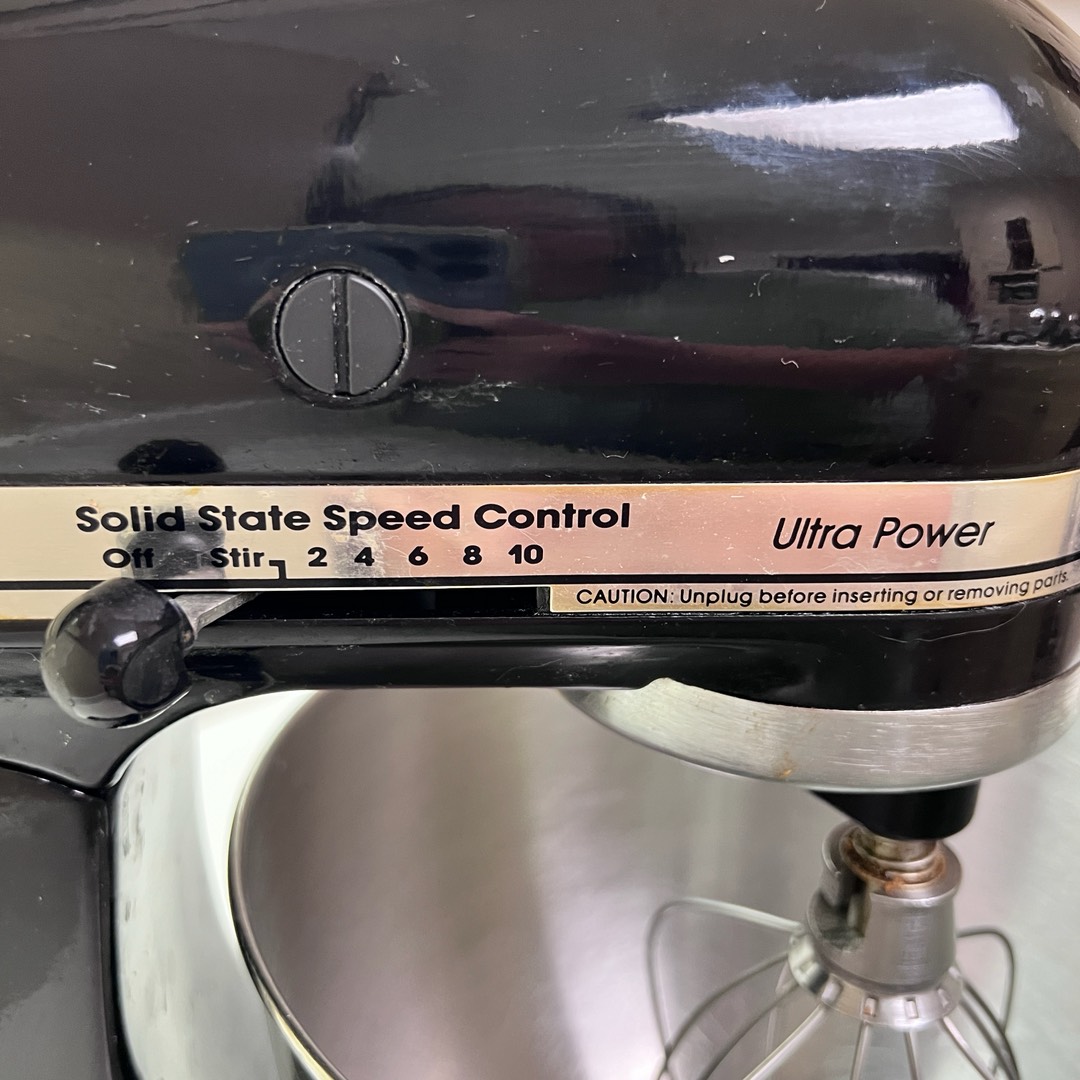 Solid State Speed Control
Off Stir 2 4 6 8 10
Ultra Power
CAUTION: Unplug before inserting or removing parts.